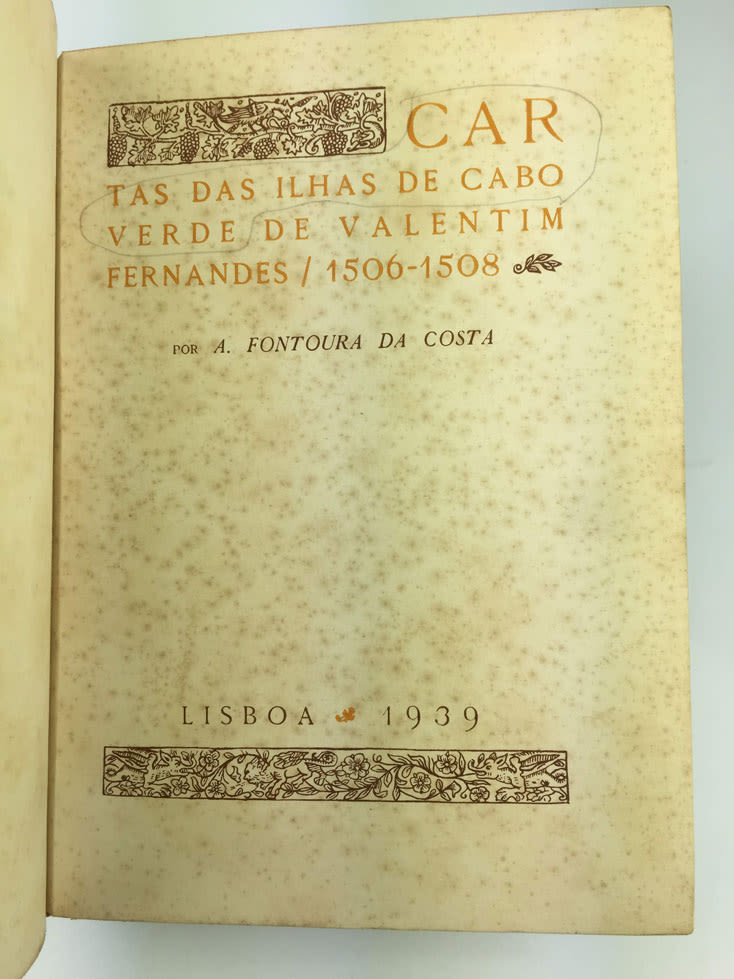 CAR
TAS DAS ILHAS DE CABO
VERDE DE VALENTIM
FERNANDES / 1506-1508
POR A. FONTOURA DA COSTA
LISBOA 1939